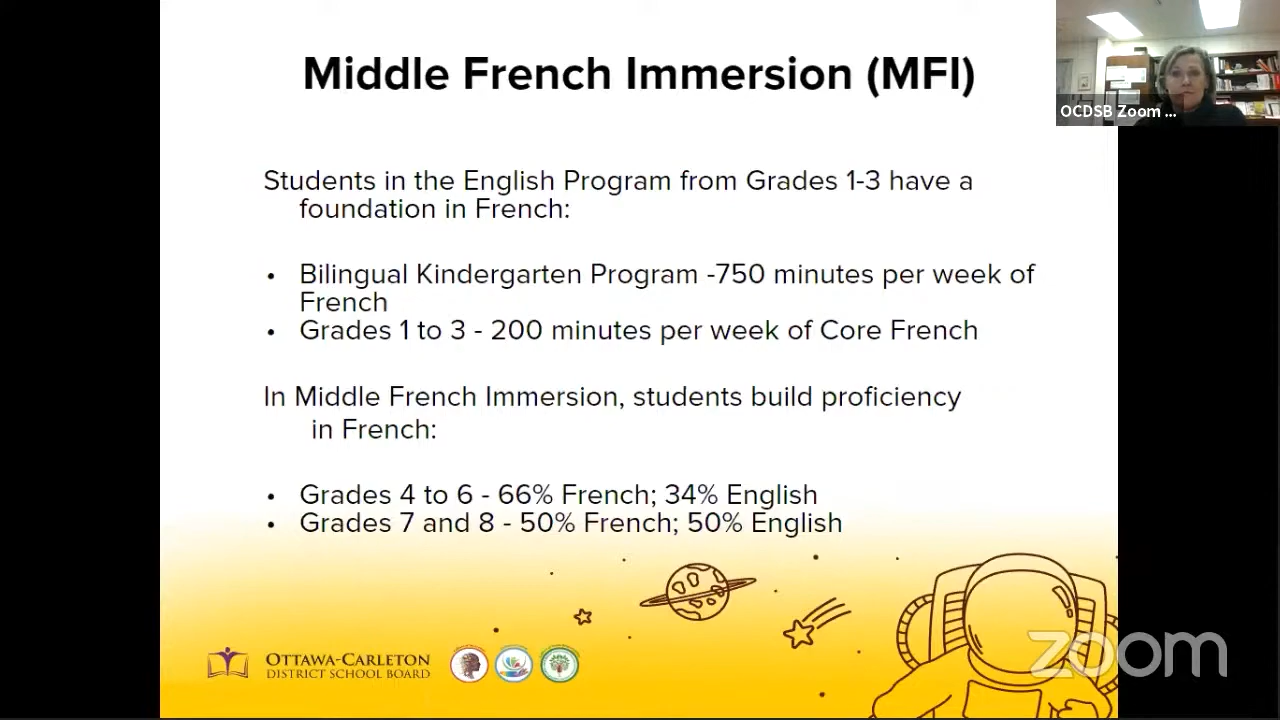 Middle French Immersion (MFI)
OCDSB Zoom ...
Students in the English Program from Grades 1-3 have a
foundation in French:
• Bilingual Kindergarten Program -750 minutes per week of
French
• Grades 1 to 3 - 200 minutes per week of Core French
In Middle French Immersion, students build proficiency
in French:
• Grades 4 to 6 - 66% French; 34% English
• Grades 7 and 8 - 50% French; 50% English
OTTAWA-CARLETON
DISTRICT SCHOOL BOARD
zoom